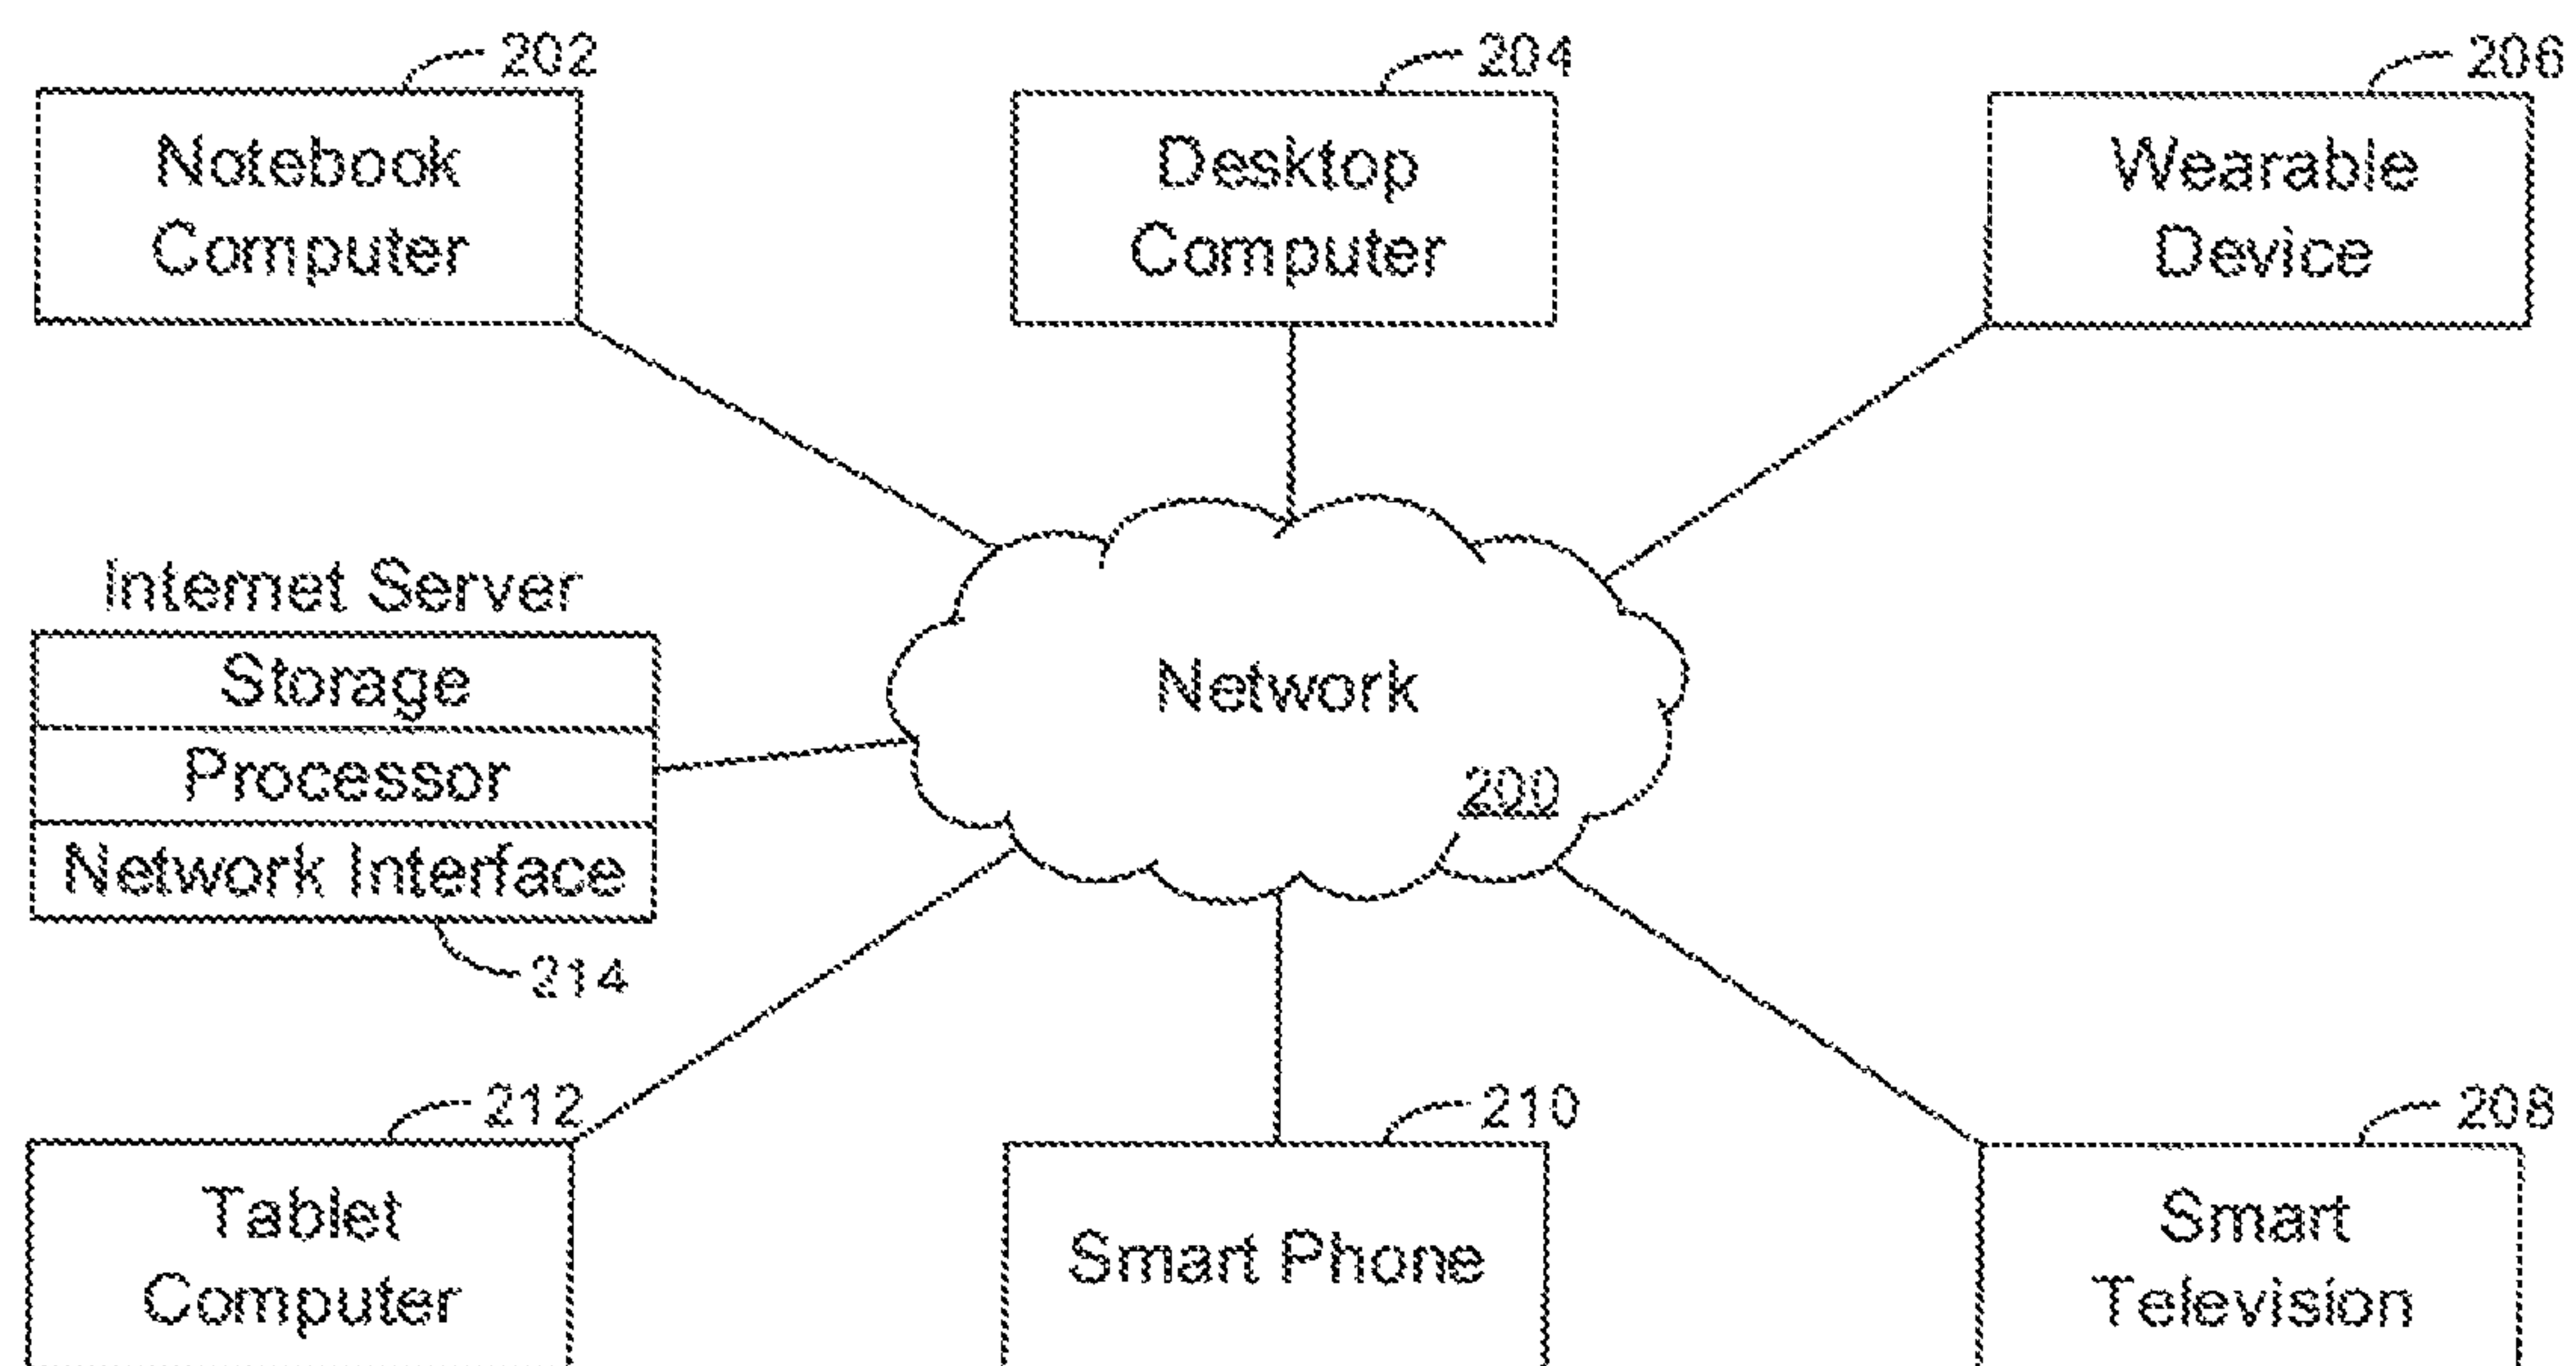 202
Notebook
Computer
204
Desktop
Computer
206
Wearable
Device
Internet Server
Storage
Processor
Network Interface
214
Network
200
212
Tablet
Computer
210
Smart Phone
208
Smart
Television